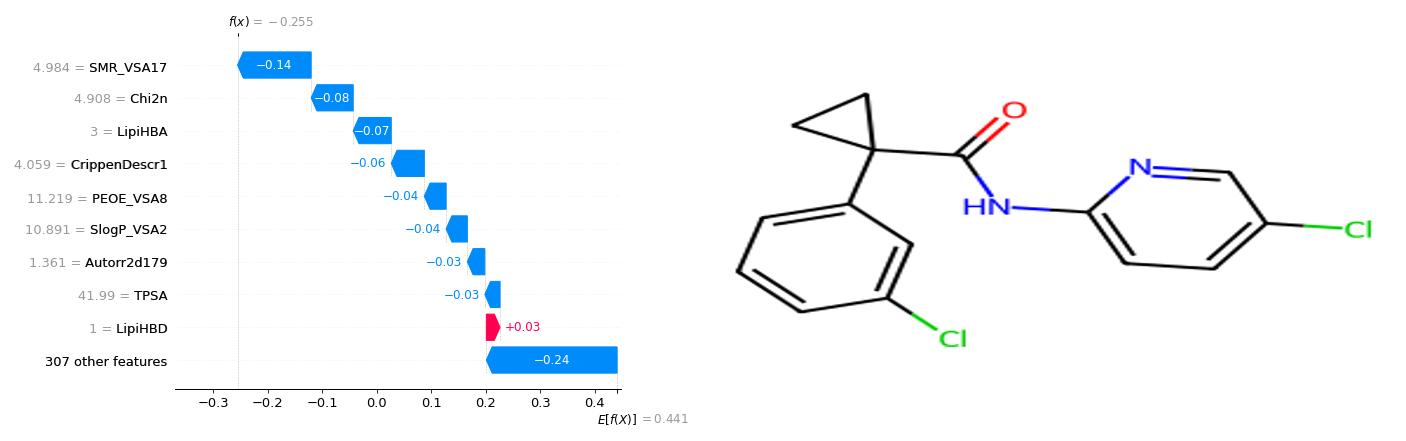 f(x) = −0.255
4.984 = SMR_VSA17 −0.14
4.908 = Chi2n −0.08
3 = LipiHBA −0.07
4.059 = CrippenDescr1 −0.06
11.219 = PEOE_VSA8 −0.04
10.891 = SlogP_VSA2 −0.04
1.361 = Autorr2d179 −0.03
41.99 = TPSA −0.03
1 = LipiHBD +0.03
307 other features −0.24
−0.3 −0.2 −0.1 0.0 0.1 0.2 0.3 0.4
E[f(X)] = 0.441
O
N
HN
Cl
Cl